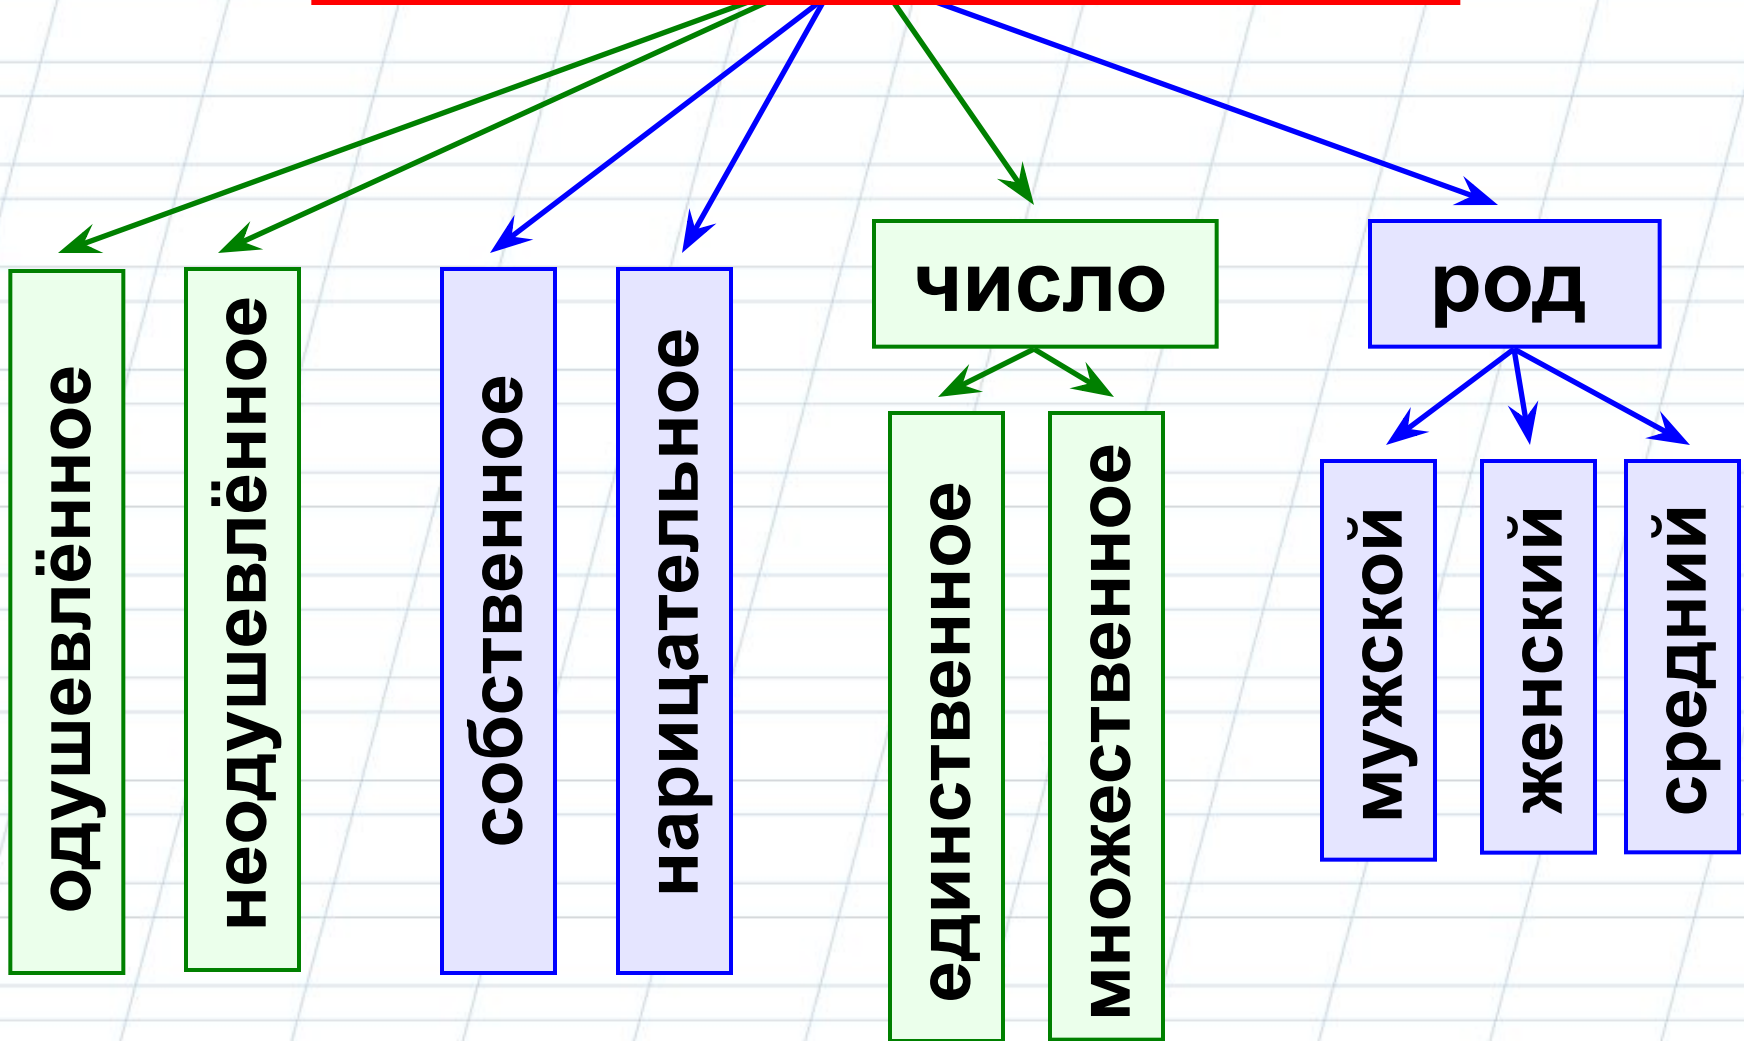 число
род
одушевлённое
неодушевлённое
собственное
нарицательное
единственное
множественное
мужской
женский
средний